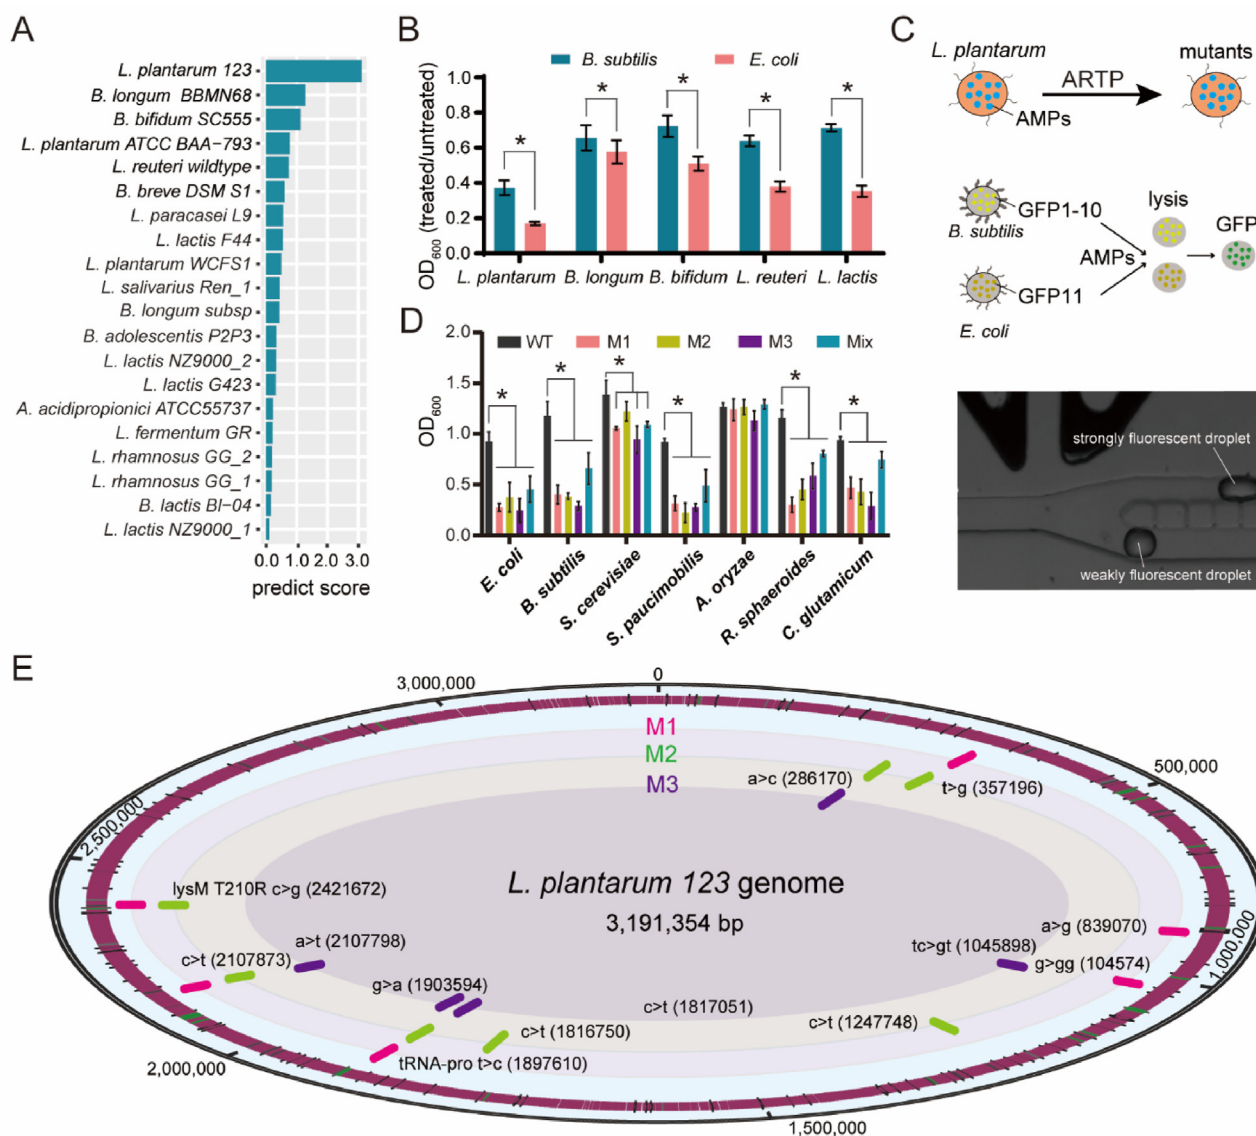 A
L. plantarum 123
B. longum  BBMN68
B. bifidum SC555
L. plantarum ATCC BAA−793
L. reuteri wildtype
B. breve DSM S1
L. paracasei L9
L. lactis F44
L. plantarum WCFS1
L. salivarius Ren_1
B. longum subsp
B. adolescentis P2P3
L. lactis NZ9000_2
L. lactis G423
A. acidipropionici ATCC55737
L. fermentum GR
L. rhamnosus GG_2
L. rhamnosus GG_1
B. lactis BI−04
L. lactis NZ9000_1
0.0 1.0 2.0 3.0
predict score
B
B. subtilis E. coli
OD600 (treated/untreated)
1.0
0.8
0.6
0.4
0.2
0.0
* * * * *
L. plantarum B. longum B. bifidum L. reuteri L. lactis
C
L. plantarum mutants
ARTP
AMPs
GFP1-10
B. subtilis
lysis
GFP
AMPs
GFP11
E. coli
strongly fluorescent droplet
weakly fluorescent droplet
D
WT M1 M2 M3 Mix
OD600
2.0
1.5
1.0
0.5
0.0
* * * * * *
E. coli
B. subtilis
S. cerevisiae
S. paucimobilis
A. oryzae
R. sphaeroides
C. glutamicum
E
0
3,000,000
500,000
2,500,000
1,000,000
2,000,000
1,500,000
M1
M2
M3
a>c (286170)
t>g (357196)
lysM T210R c>g (2421672)
L. plantarum 123 genome
3,191,354 bp
a>g (839070)
a>t (2107798)
tc>gt (1045898)
c>t (2107873)
g>gg (104574)
g>a (1903594)
c>t (1817051)
c>t (1816750)
c>t (1247748)
tRNA-pro t>c (1897610)